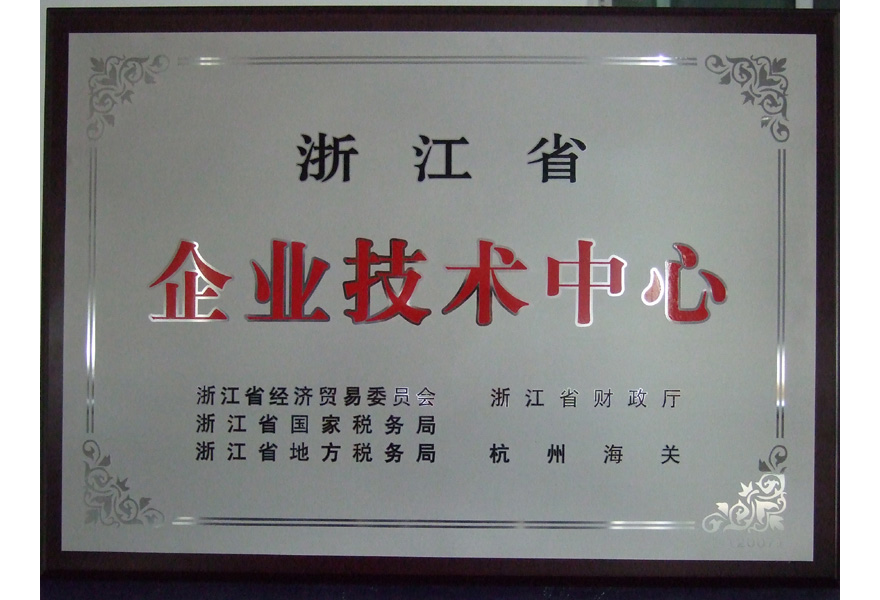 浙江省
企业技术中心
浙江省经济贸易委员会 浙江省财政厅
浙江省国家税务局
浙江省地方税务局 杭州海关